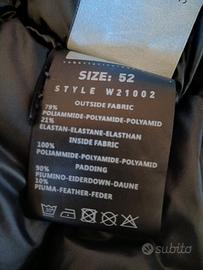 SIZE: 52
STYLE W21002
OUTSIDE FABRIC
79%
POLIAMMIDE-POLYAMIDE-POLYAMID
21%
ELASTAN-ELASTANE-ELASTHAN
INSIDE FABRIC
100%
POLIAMMIDE-POLYAMIDE-POLYAMID
PADDING
90%
PIUMINO-EIDERDOWN-DAUNE
10%
PIUMA-FEATHER-FEDER
subito